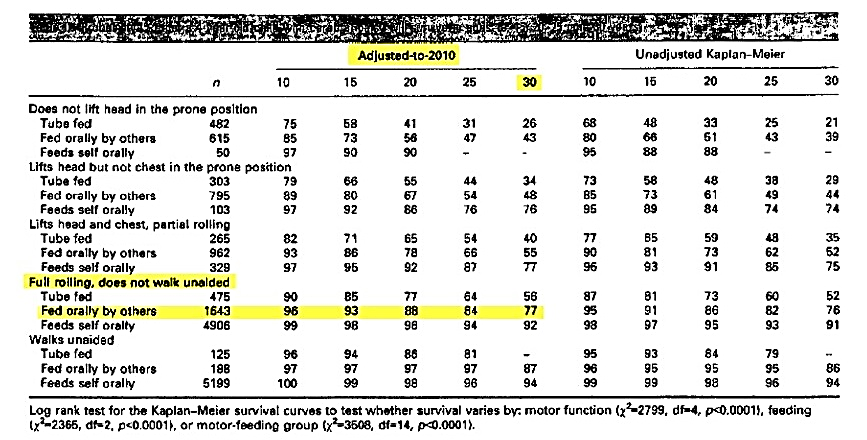 Adjusted-to-2010 Unadjusted Kaplan–Meier
n 10 15 20 25 30 10 15 20 25 30
Does not lift head in the prone position
Tube fed 482 75 58 41 31 26 68 48 33 25 21
Fed orally by others 615 85 73 56 47 43 80 66 61 43 39
Feeds self orally 50 97 90 90 – – 95 88 88 – –
Lifts head but not chest in the prone position
Tube fed 303 79 66 55 44 34 73 58 48 38 29
Fed orally by others 795 89 80 67 54 48 85 73 61 49 44
Feeds self orally 103 97 92 86 76 76 95 89 84 74 74
Lifts head and chest, partial rolling
Tube fed 265 82 71 65 54 40 77 65 59 48 35
Fed orally by others 962 93 86 78 66 55 90 81 73 62 52
Feeds self orally 329 97 95 92 87 77 96 93 91 85 75
Full rolling, does not walk unaided
Tube fed 475 90 85 77 64 56 87 81 73 60 52
Fed orally by others 1643 96 93 88 84 77 95 91 86 82 76
Feeds self orally 4906 99 98 98 94 92 98 97 95 93 91
Walks unaided
Tube fed 125 96 94 86 81 – 95 93 84 79 –
Fed orally by others 188 97 97 97 97 87 96 95 95 95 86
Feeds self orally 5199 100 99 98 96 94 99 99 98 96 94
Log rank test for the Kaplan–Meier survival curves to test whether survival varies by: motor function (χ²=2799, df=4, p<0.0001), feeding
(χ²=2365, df=2, p<0.0001), or motor-feeding group (χ²=3508, df=14, p<0.0001).